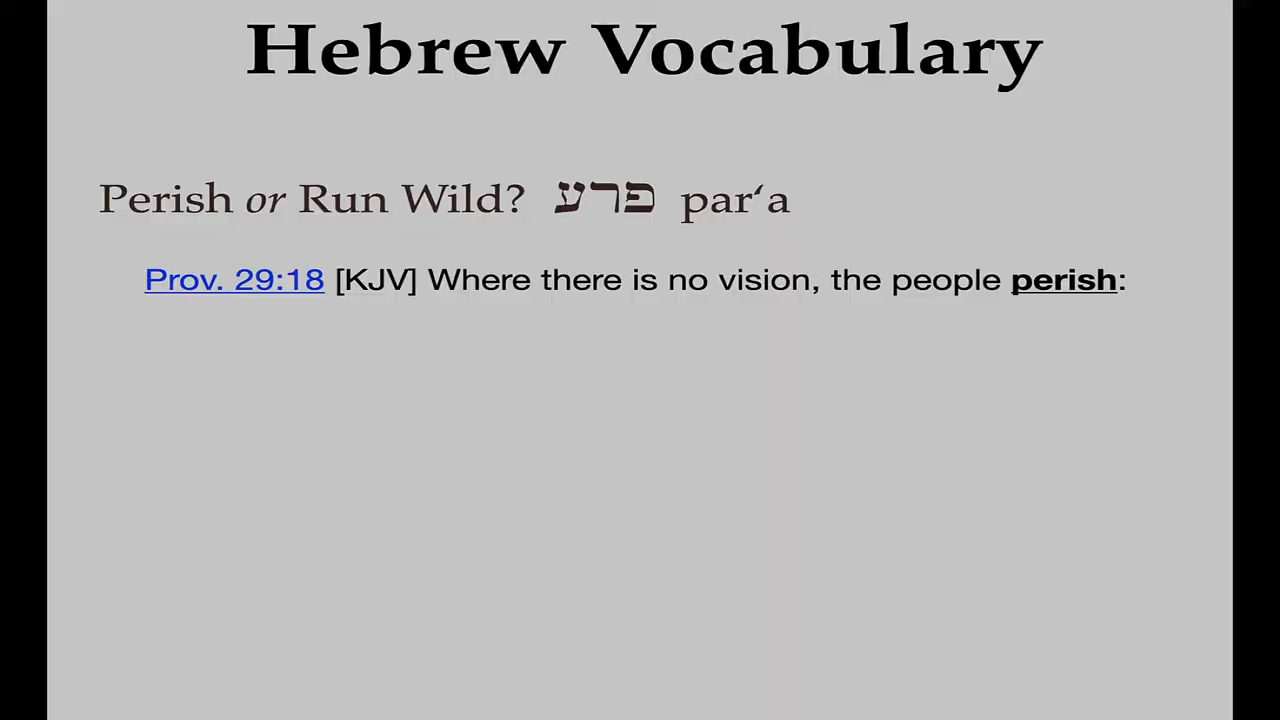 Hebrew Vocabulary
Perish or Run Wild? פרע par‘a
Prov. 29:18 [KJV] Where there is no vision, the people perish: